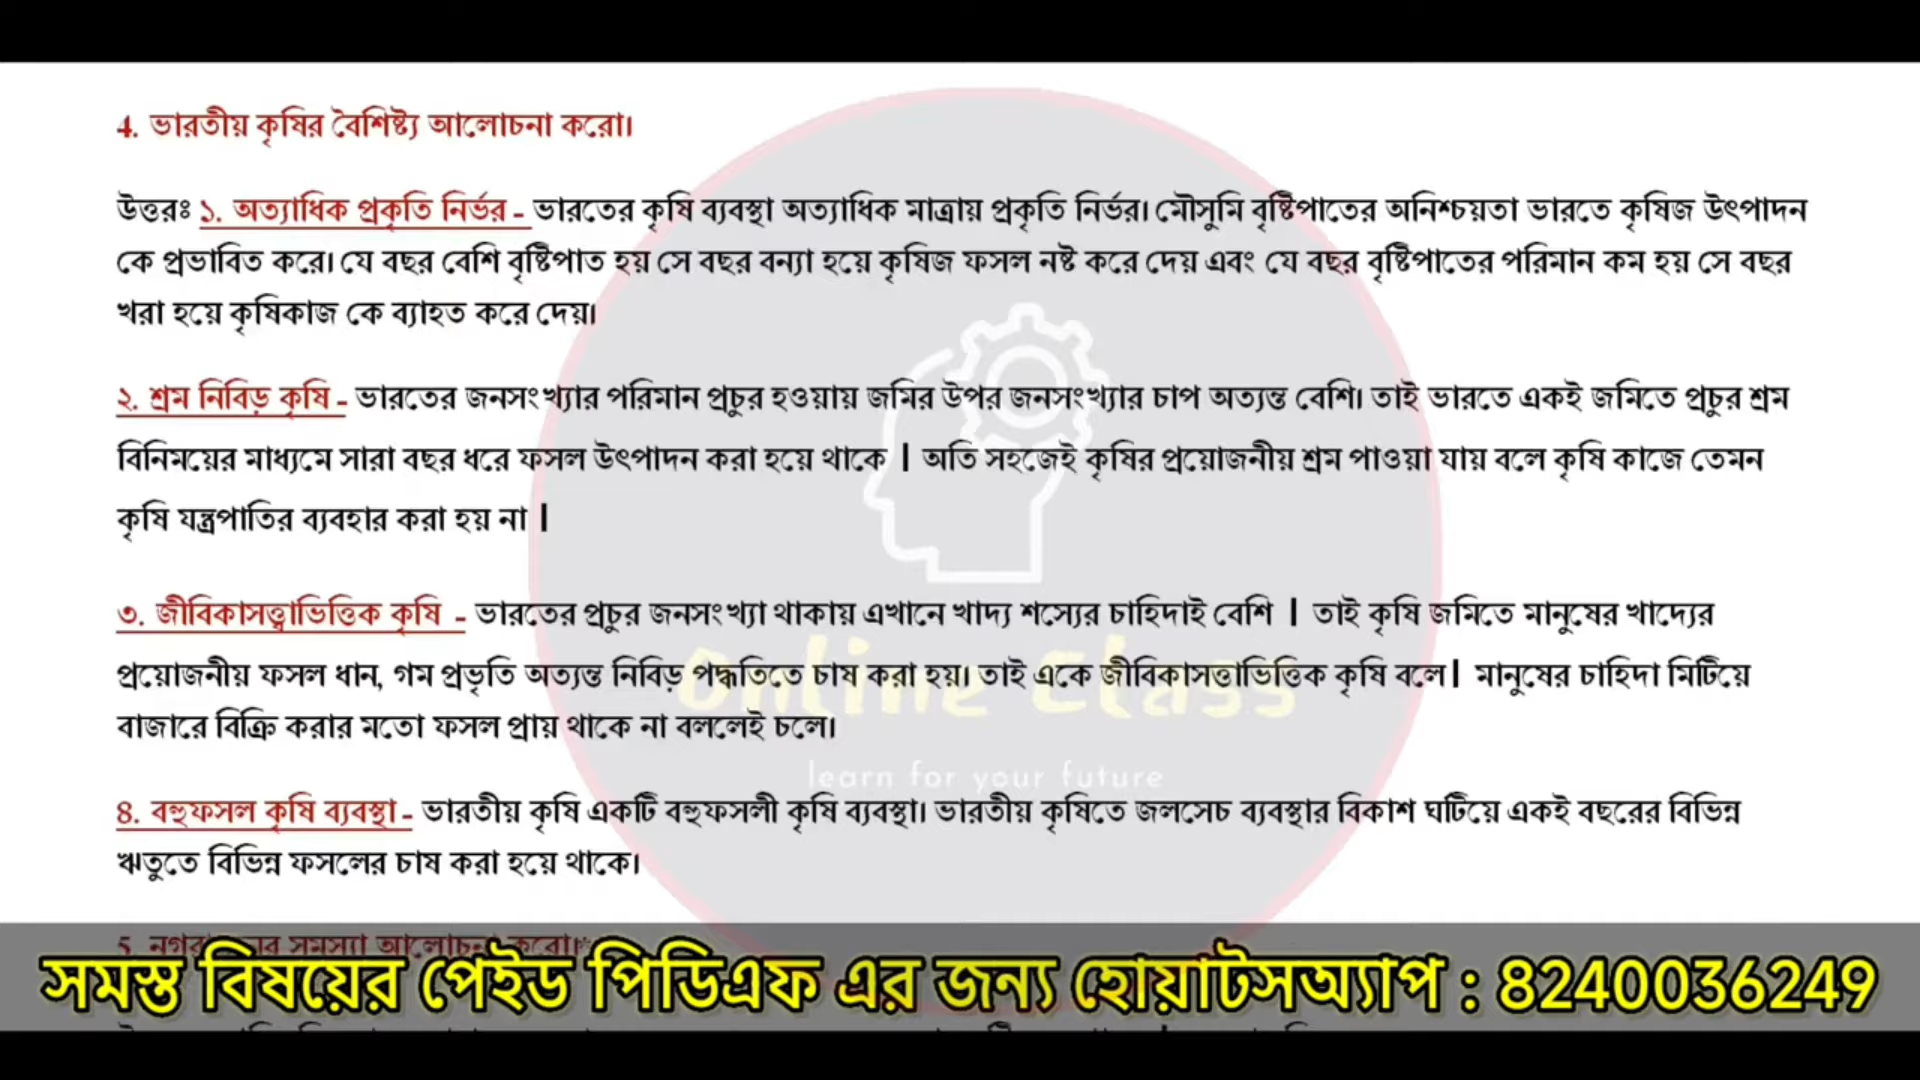 4. ভারতীয় কৃষির বৈশিষ্ট্য আলোচনা করো।
উত্তরঃ ১. অত্যাধিক প্রকৃতি নির্ভর - ভারতের কৃষি ব্যবস্থা অত্যাধিক মাত্রায় প্রকৃতি নির্ভর। মৌসুমি বৃষ্টিপাতের অনিশ্চয়তা ভারতে কৃষিজ উৎপাদন
কে প্রভাবিত করে। যে বছর বেশি বৃষ্টিপাত হয় সে বছর বন্যা হয়ে কৃষিজ ফসল নষ্ট করে দেয় এবং যে বছর বৃষ্টিপাতের পরিমান কম হয় সে বছর
খরা হয়ে কৃষিকাজ কে ব্যাহত করে দেয়।
২. শ্রম নিবিড় কৃষি - ভারতের জনসংখ্যার পরিমান প্রচুর হওয়ায় জমির উপর জনসংখ্যার চাপ অত্যন্ত বেশি। তাই ভারতে একই জমিতে প্রচুর শ্রম
বিনিময়ের মাধ্যমে সারা বছর ধরে ফসল উৎপাদন করা হয়ে থাকে | অতি সহজেই কৃষির প্রয়োজনীয় শ্রম পাওয়া যায় বলে কৃষি কাজে তেমন
কৃষি যন্ত্রপাতির ব্যবহার করা হয় না |
৩. জীবিকাসত্ত্বাভিত্তিক কৃষি - ভারতের প্রচুর জনসংখ্যা থাকায় এখানে খাদ্য শস্যের চাহিদাই বেশি | তাই কৃষি জমিতে মানুষের খাদ্যের
প্রয়োজনীয় ফসল ধান, গম প্রভৃতি অত্যন্ত নিবিড় পদ্ধতিতে চাষ করা হয়। তাই একে জীবিকাসত্তাভিত্তিক কৃষি বলে| মানুষের চাহিদা মিটিয়ে
বাজারে বিক্রি করার মতো ফসল প্রায় থাকে না বললেই চলে।
Online Class
learn for your future
৪. বহুফসল কৃষি ব্যবস্থা - ভারতীয় কৃষি একটি বহুফসলী কৃষি ব্যবস্থা। ভারতীয় কৃষিতে জলসেচ ব্যবস্থার বিকাশ ঘটিয়ে একই বছরের বিভিন্ন
ঋতুতে বিভিন্ন ফসলের চাষ করা হয়ে থাকে।
5. সমস্যা আলোচনা করো।*
সমস্ত বিষয়ের পেইড পিডিএফ এর জন্য হোয়াটসঅ্যাপ : 8240036249